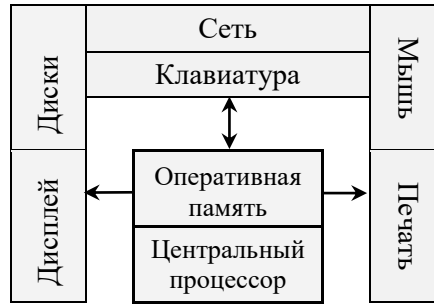 Сеть
Клавиатура
Диски
Мышь
Дисплей
Оперативная
память
Печать
Центральный
процессор